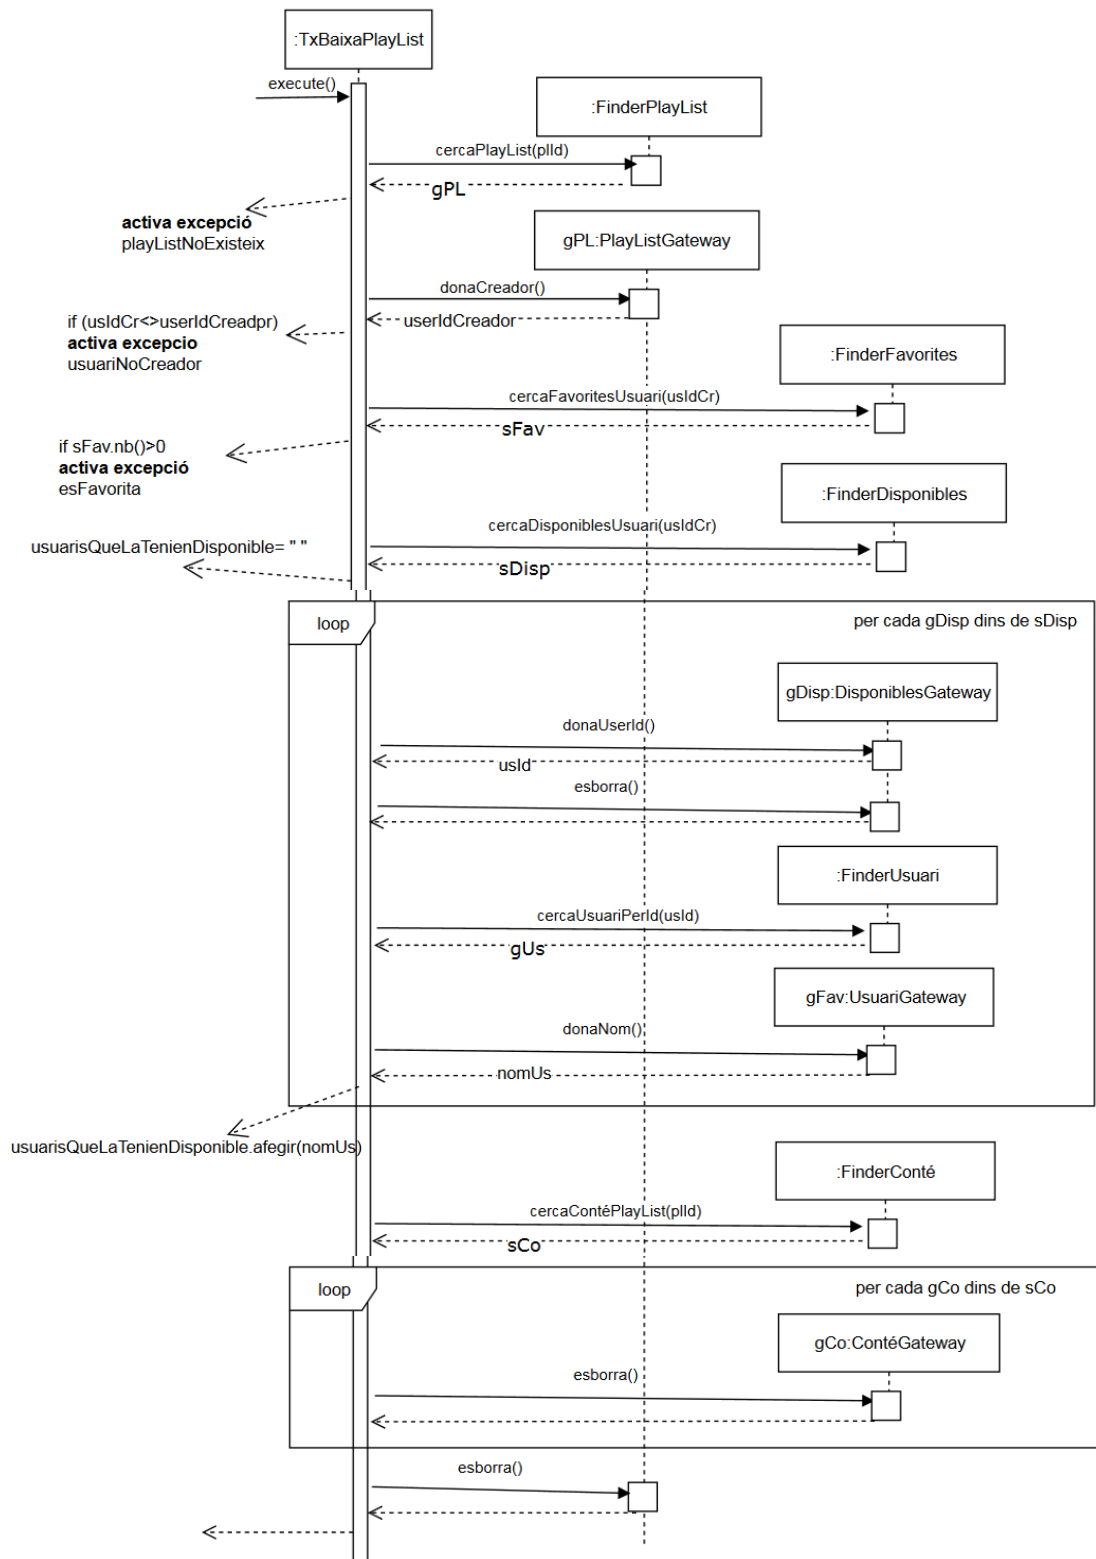 :TxBaixaPlayList
execute()
:FinderPlayList
cercaPlayList(plId)
gPL
activa excepció
playListNoExisteix
gPL:PlayListGateway
donaCreador()
userIdCreador
if (usIdCr<>userIdCreadpr)
activa excepcio
usuariNoCreador
:FinderFavorites
cercaFavoritesUsuari(usIdCr)
sFav
if sFav.nb()>0
activa excepció
esFavorita
:FinderDisponibles
cercaDisponiblesUsuari(usIdCr)
usuarisQueLaTenienDisponible= " "
sDisp
loop
per cada gDisp dins de sDisp
gDisp:DisponiblesGateway
donaUserId()
usId
esborra()
:FinderUsuari
cercaUsuariPerId(usId)
gUs
gFav:UsuariGateway
donaNom()
nomUs
usuarisQueLaTenienDisponible.afegir(nomUs)
:FinderConté
cercaContéPlayList(plId)
sCo
loop
per cada gCo dins de sCo
gCo:ContéGateway
esborra()
esborra()